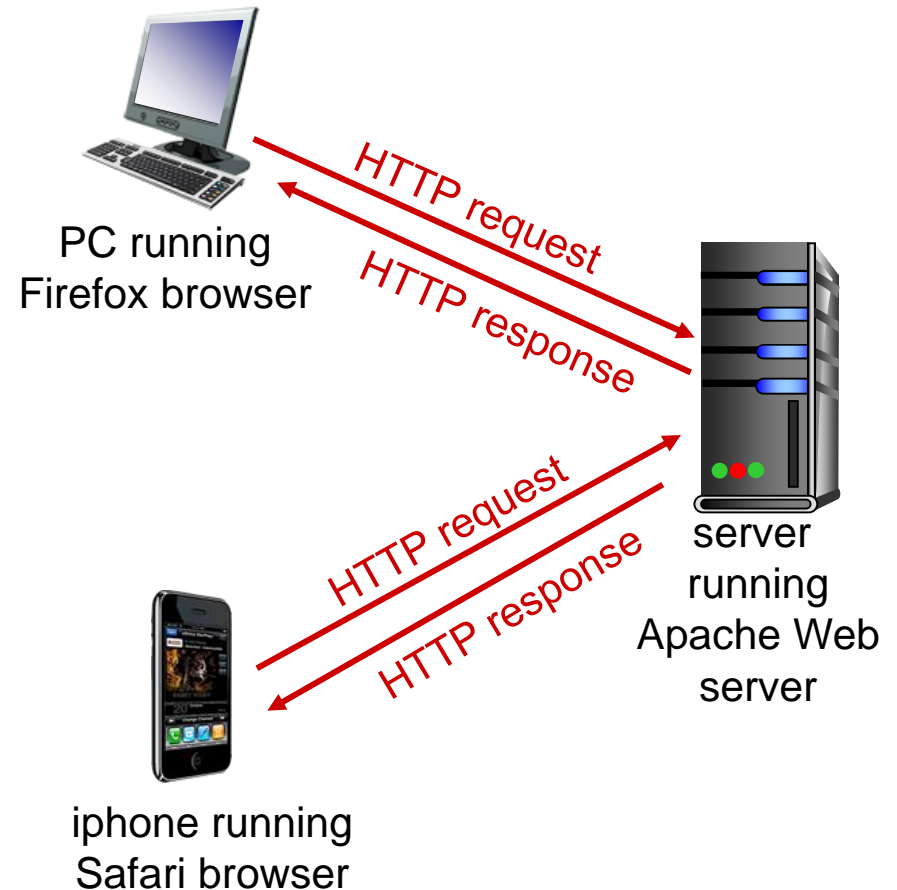 HTTP request
HTTP response
PC running
Firefox browser
HTTP request
HTTP response
server
running
Apache Web
server
iphone running
Safari browser